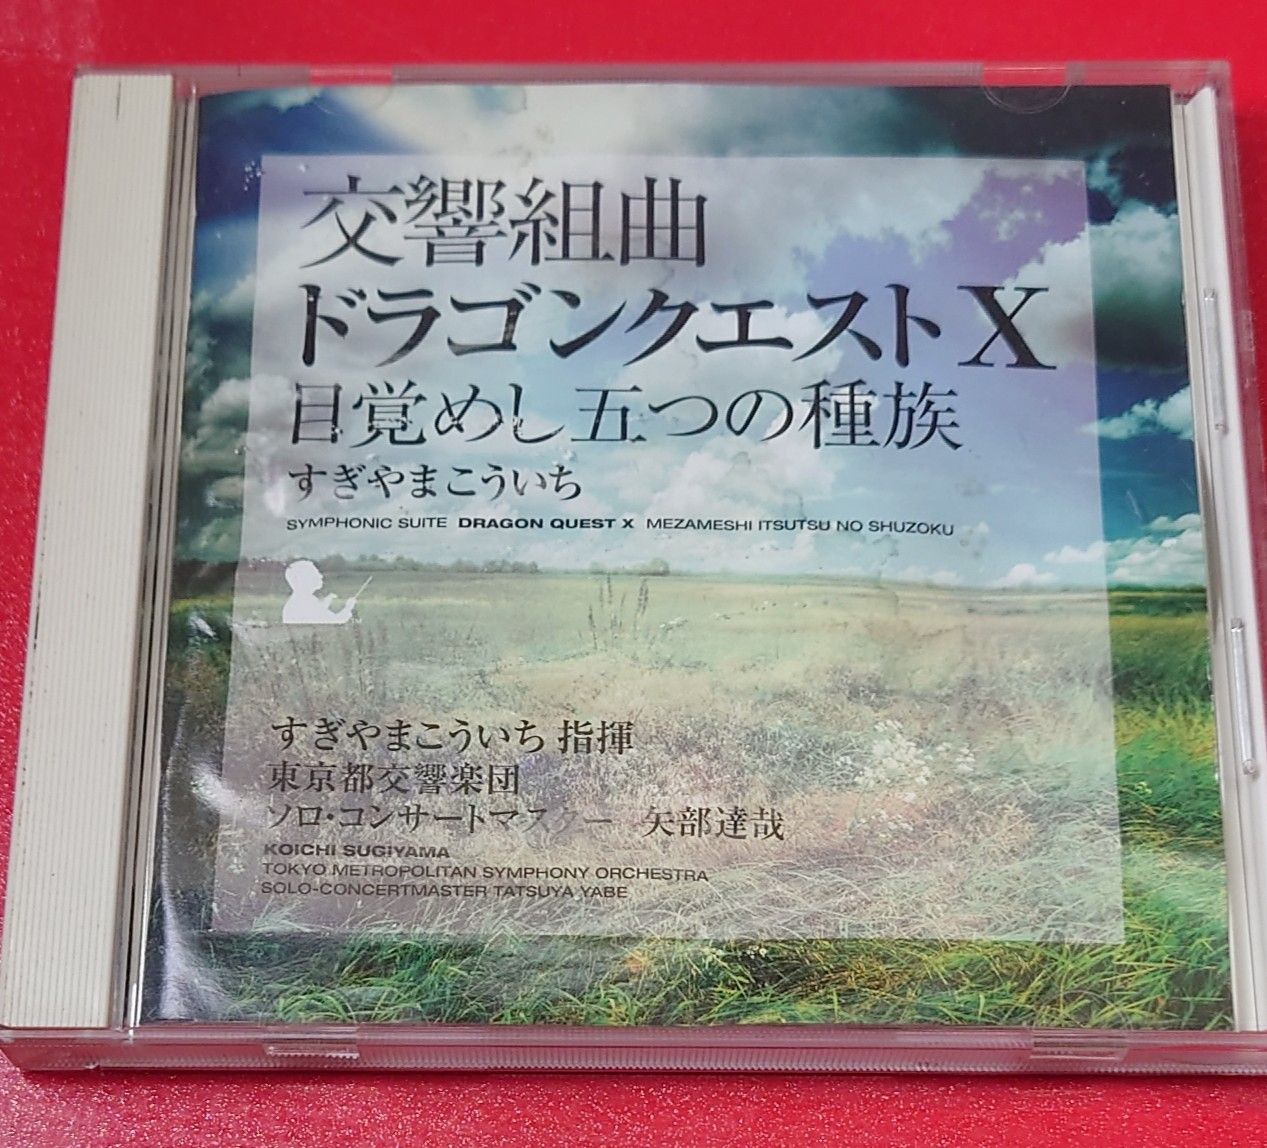 交響組曲
ドラゴンクエストX
目覚めし五つの種族
すぎやまこういち
SYMPHONIC SUITE DRAGON QUEST X MEZAMESHI ITSUTSU NO SHUZOKU
すぎやまこういち 指揮
東京都交響楽団
ソロ・コンサートマスター 矢部達哉
KOICHI SUGIYAMA
TOKYO METROPOLITAN SYMPHONY ORCHESTRA
SOLO-CONCERTMASTER TATSUYA YABE